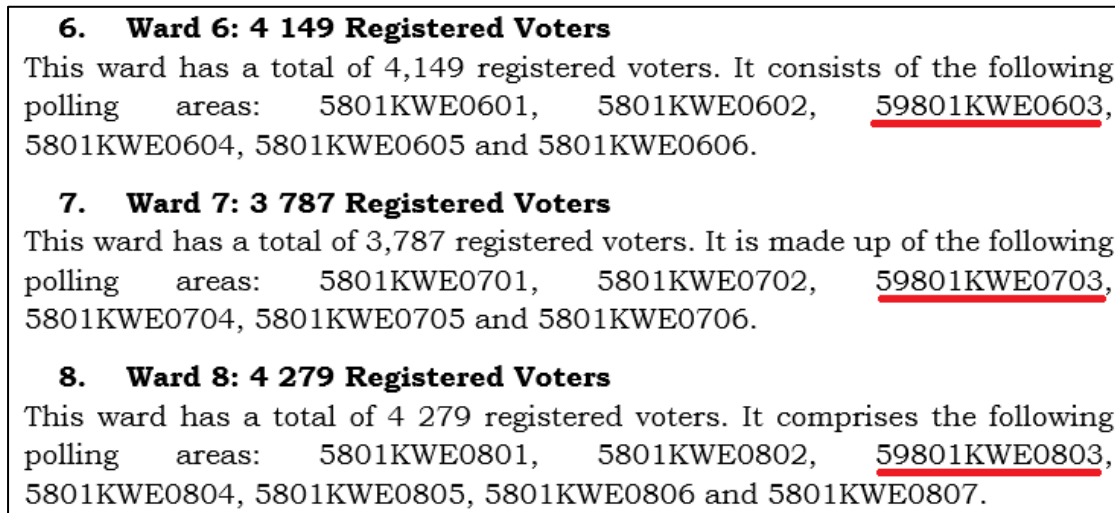 6. Ward 6: 4 149 Registered Voters
This ward has a total of 4,149 registered voters. It consists of the following
polling areas: 5801KWE0601, 5801KWE0602, 59801KWE0603,
5801KWE0604, 5801KWE0605 and 5801KWE0606.
7. Ward 7: 3 787 Registered Voters
This ward has a total of 3,787 registered voters. It is made up of the following
polling areas: 5801KWE0701, 5801KWE0702, 59801KWE0703,
5801KWE0704, 5801KWE0705 and 5801KWE0706.
8. Ward 8: 4 279 Registered Voters
This ward has a total of 4 279 registered voters. It comprises the following
polling areas: 5801KWE0801, 5801KWE0802, 59801KWE0803,
5801KWE0804, 5801KWE0805, 5801KWE0806 and 5801KWE0807.